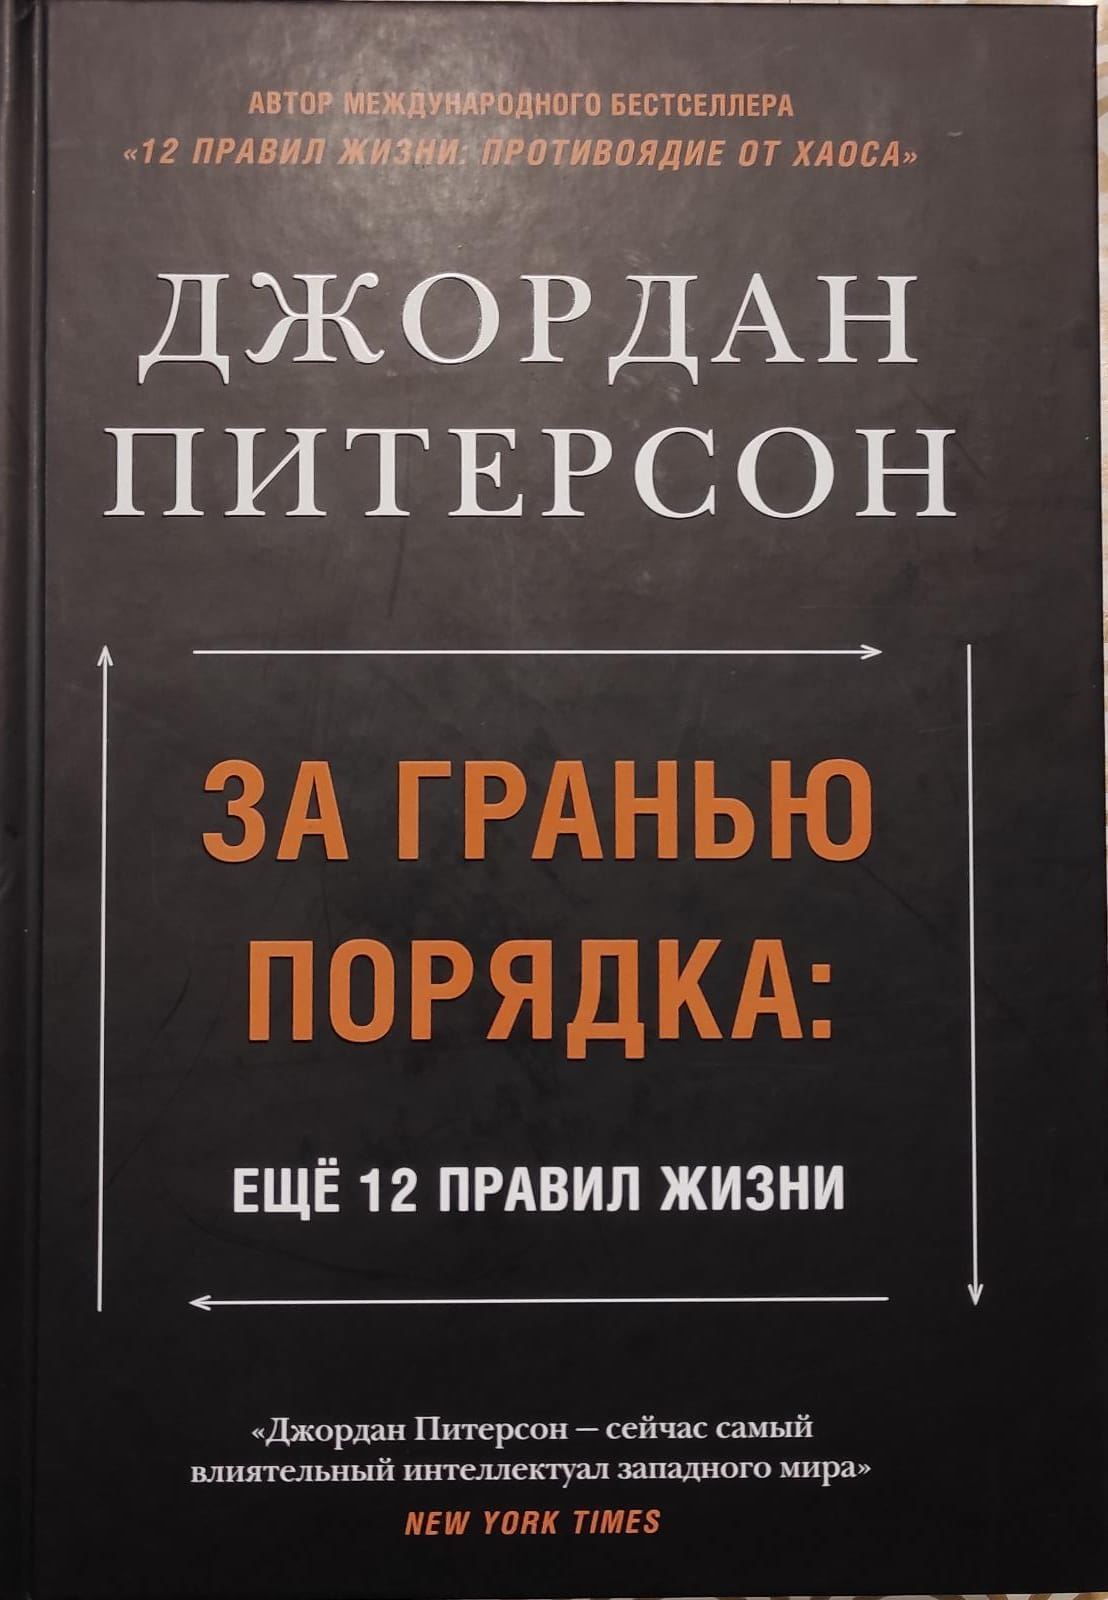 АВТОР МЕЖДУНАРОДНОГО БЕСТСЕЛЛЕРА
«12 ПРАВИЛ ЖИЗНИ: ПРОТИВОЯДИЕ ОТ ХАОСА»
ДЖОРДАН
ПИТЕРСОН
ЗА ГРАНЬЮ
ПОРЯДКА:
ЕЩЁ 12 ПРАВИЛ ЖИЗНИ
«Джордан Питерсон – сейчас самый
влиятельный интеллектуал западного мира»
NEW YORK TIMES